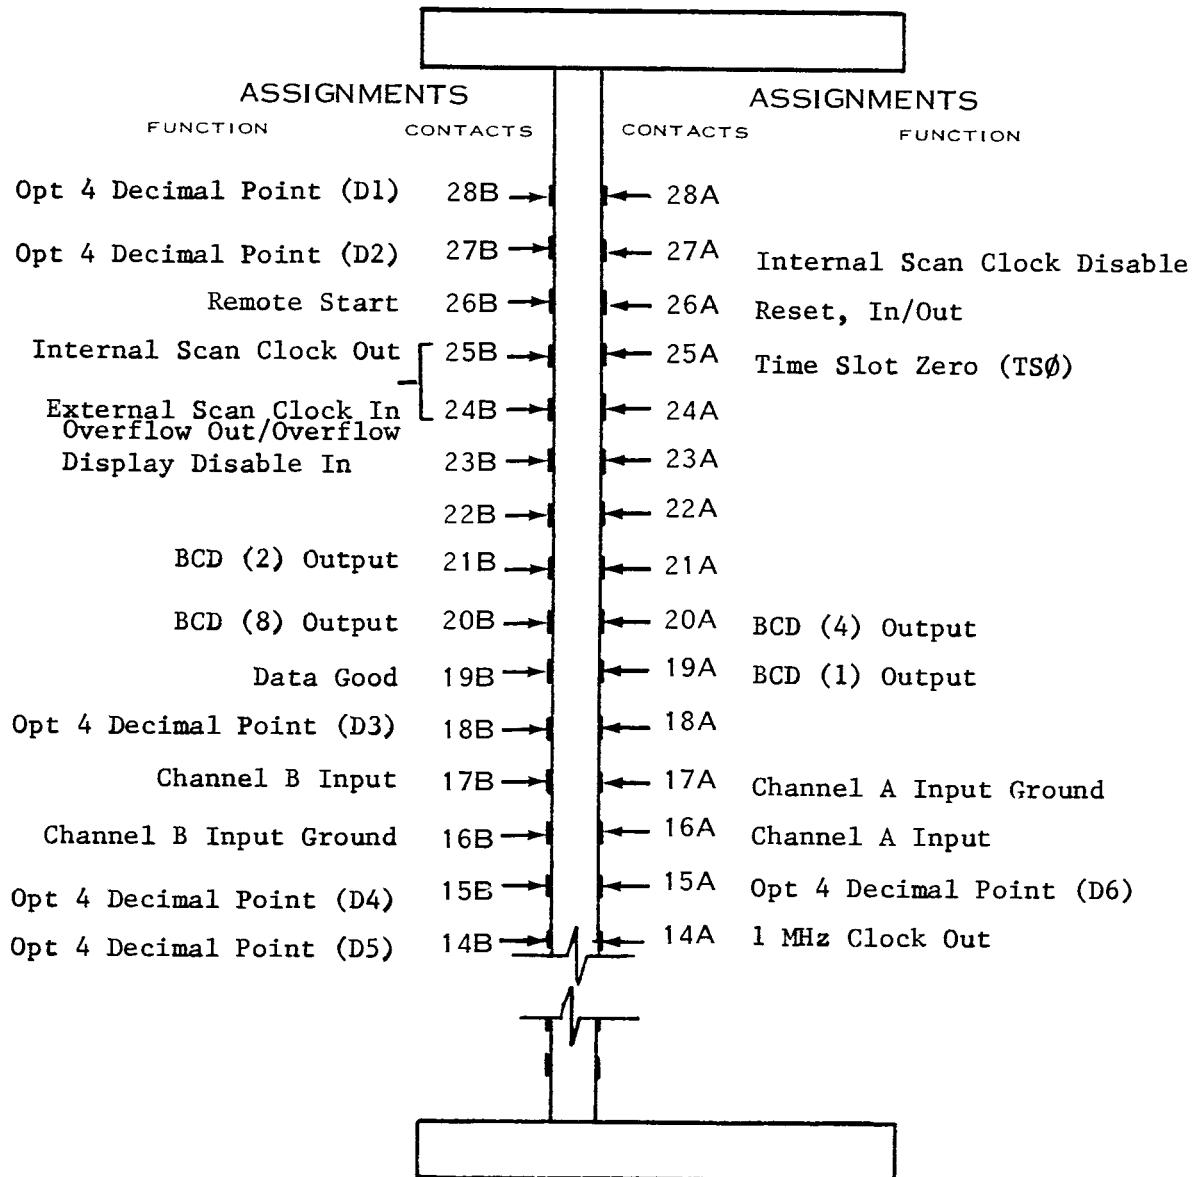 ASSIGNMENTS ASSIGNMENTS
FUNCTION CONTACTS CONTACTS FUNCTION
Opt 4 Decimal Point (D1) 28B 28A
Opt 4 Decimal Point (D2) 27B 27A Internal Scan Clock Disable
Remote Start 26B 26A Reset, In/Out
Internal Scan Clock Out 25B 25A Time Slot Zero (TSØ)
External Scan Clock In 24B 24A
Overflow Out/Overflow
Display Disable In 23B 23A
22B 22A
BCD (2) Output 21B 21A
BCD (8) Output 20B 20A BCD (4) Output
Data Good 19B 19A BCD (1) Output
Opt 4 Decimal Point (D3) 18B 18A
Channel B Input 17B 17A Channel A Input Ground
Channel B Input Ground 16B 16A Channel A Input
Opt 4 Decimal Point (D4) 15B 15A Opt 4 Decimal Point (D6)
Opt 4 Decimal Point (D5) 14B 14A 1 MHz Clock Out